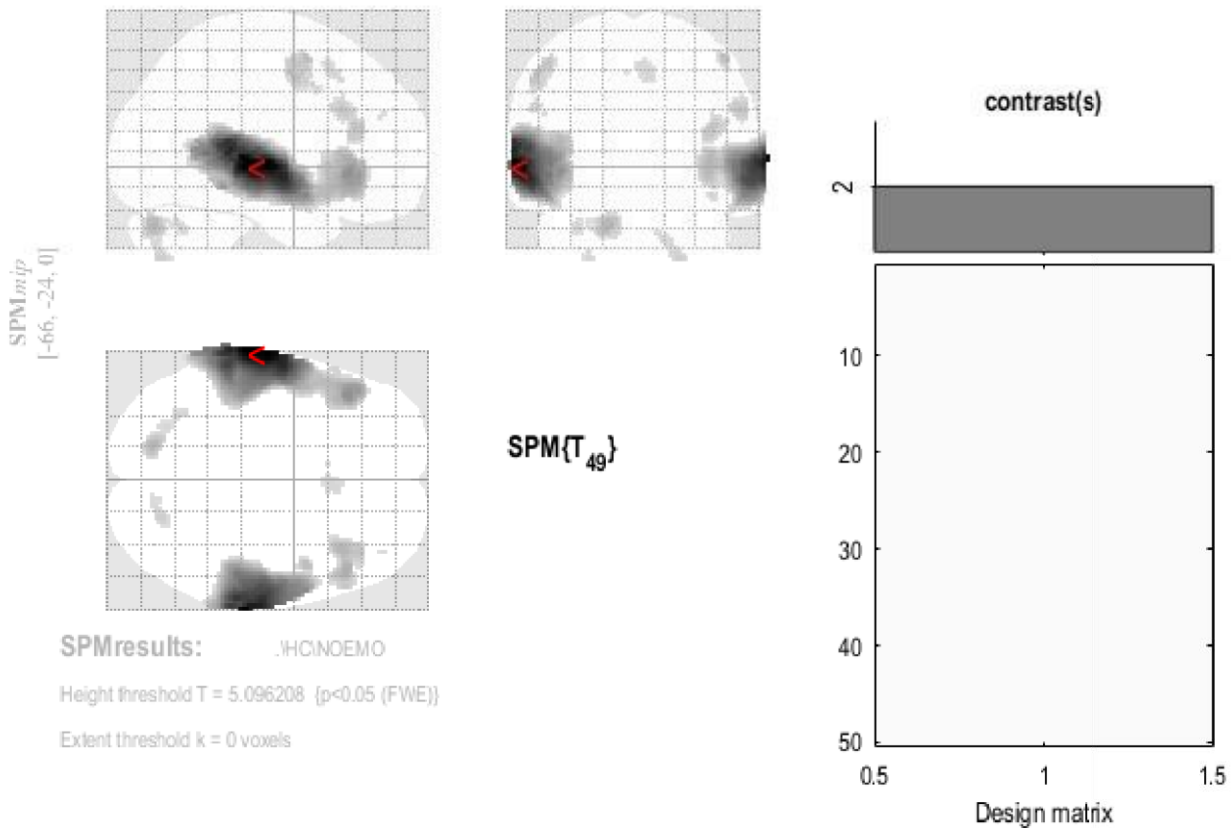 SPMmip
[-66, -24, 0]
<
<
<
SPM{T49}
SPMresults: .\HC\NOEMO
Height threshold T = 5.096208 {p<0.05 (FWE)}
Extent threshold k = 0 voxels
contrast(s)
2
10
20
30
40
50
0.5 1 1.5
Design matrix